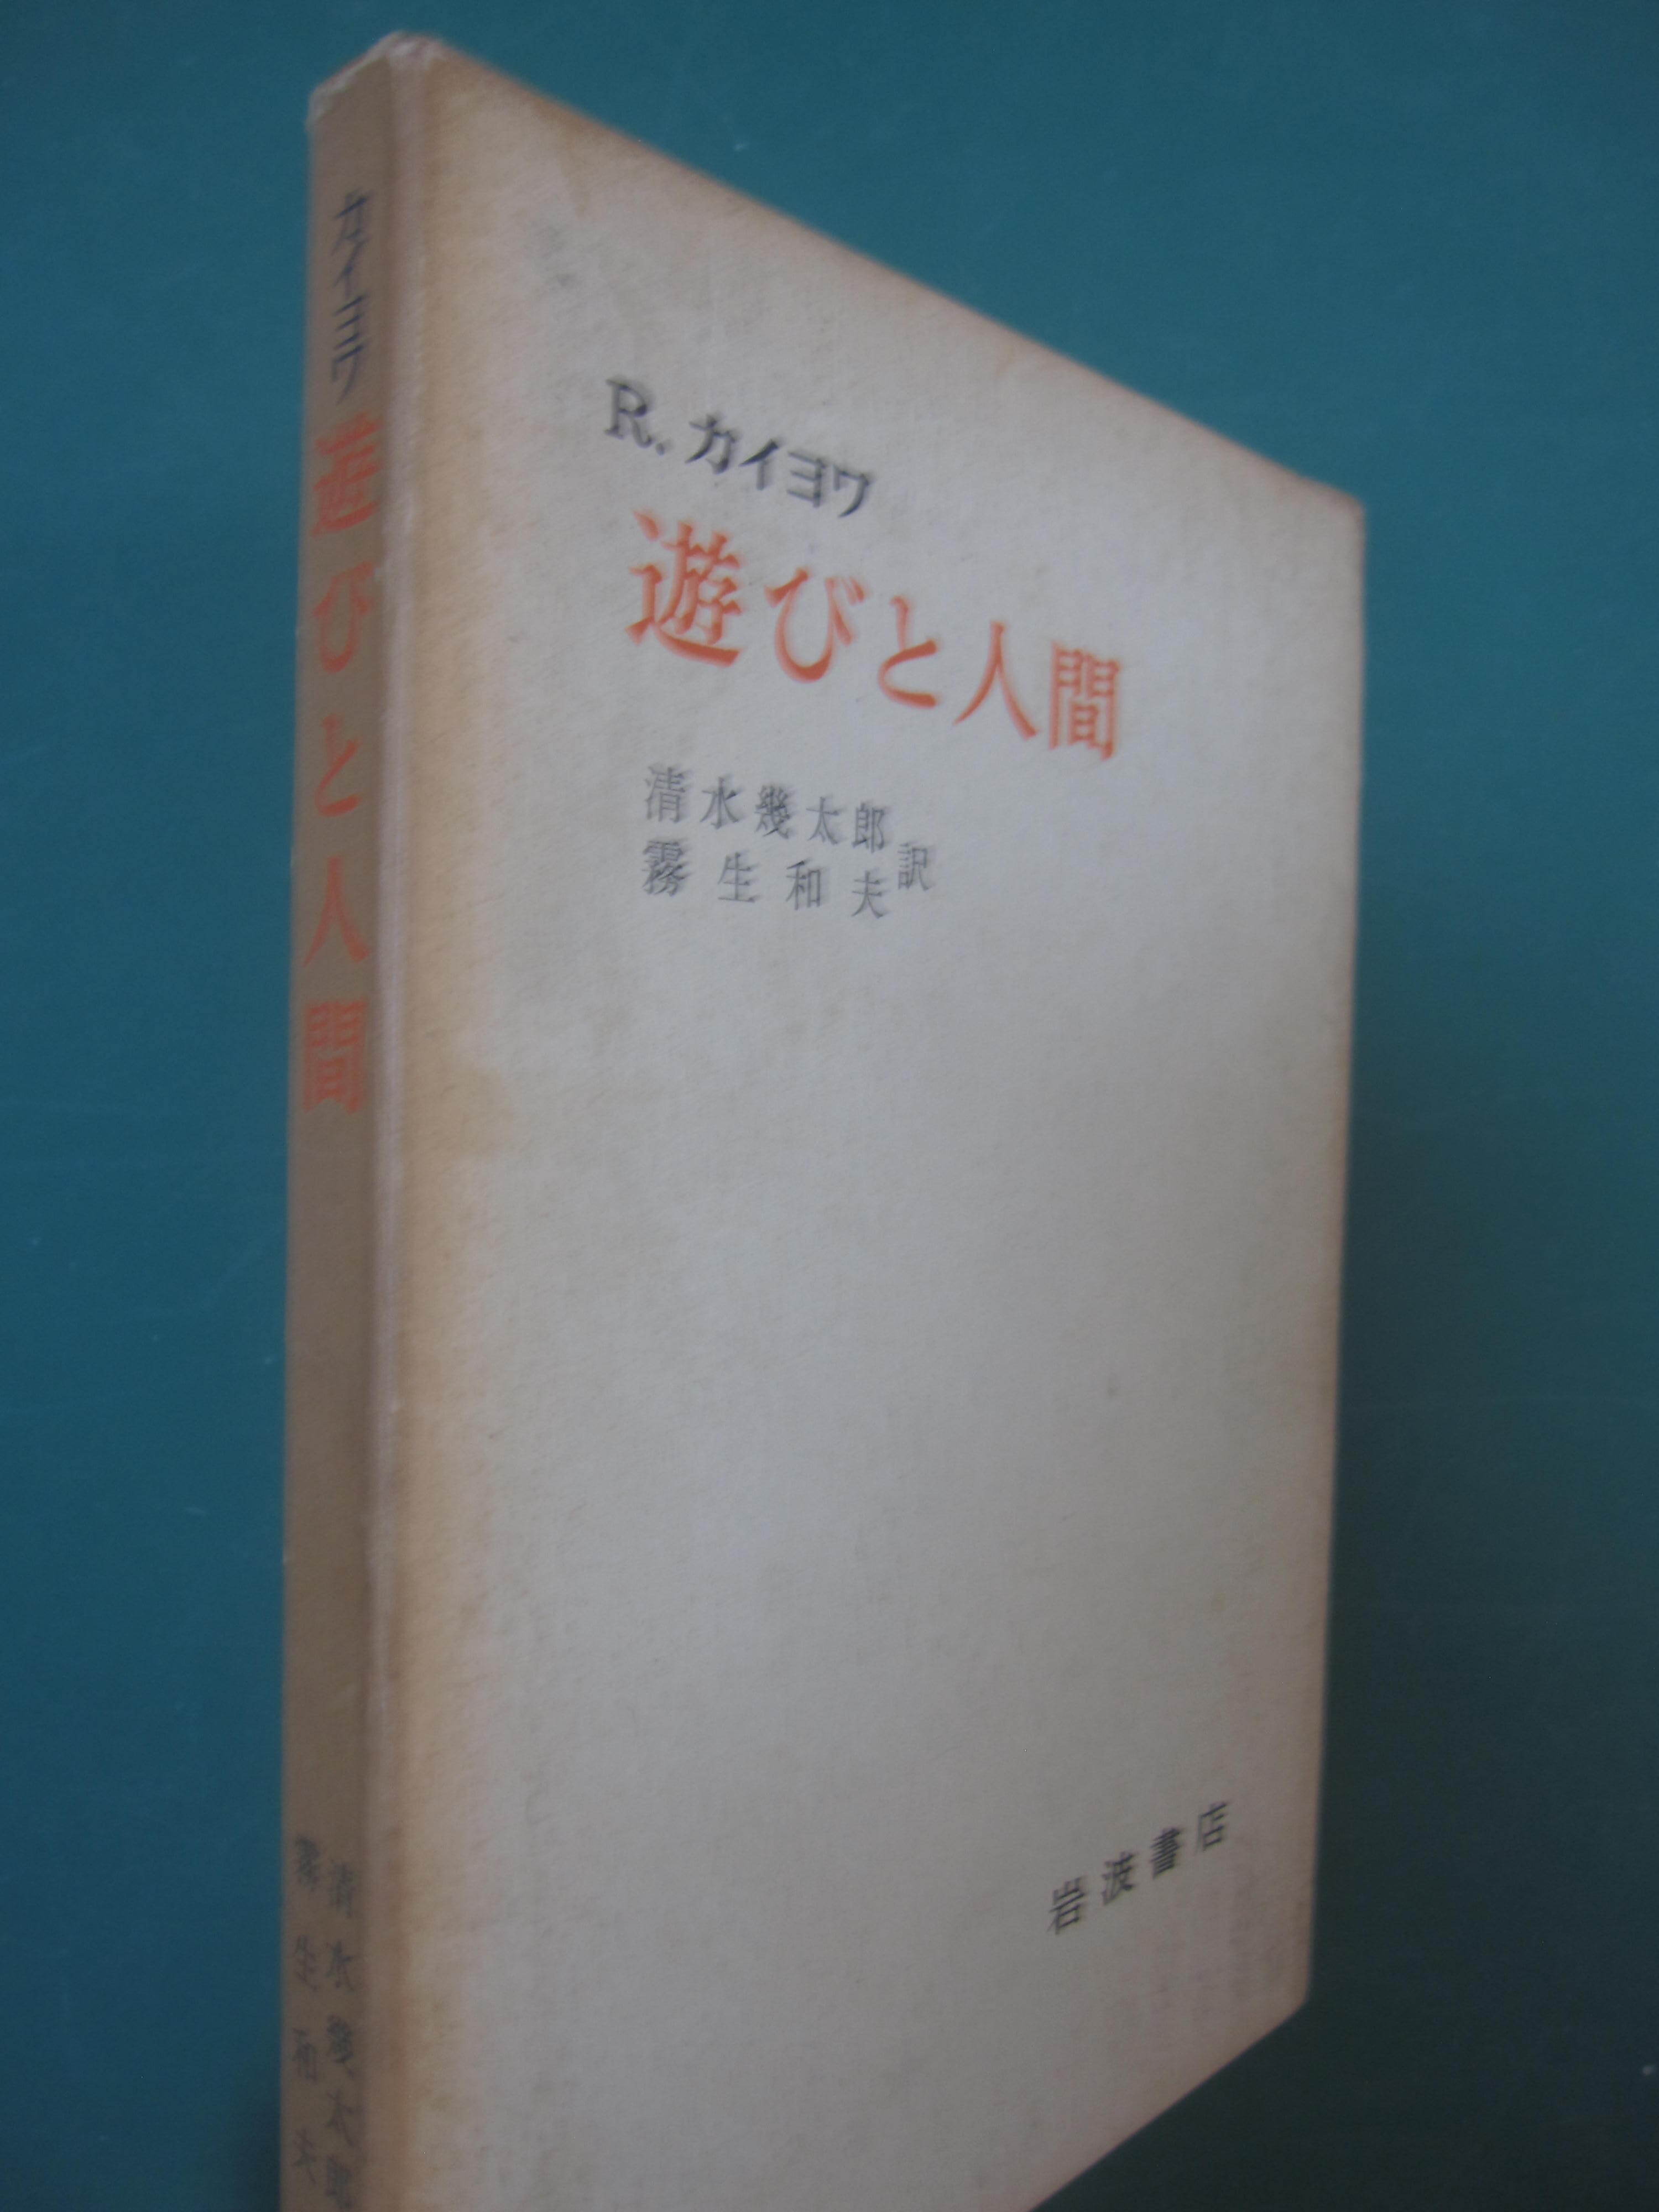 R. カイヨワ
遊びと人間
清水幾太郎
霧生和夫 訳
岩波書店
カイヨワ 遊びと人間
清水幾太郎
霧生和夫